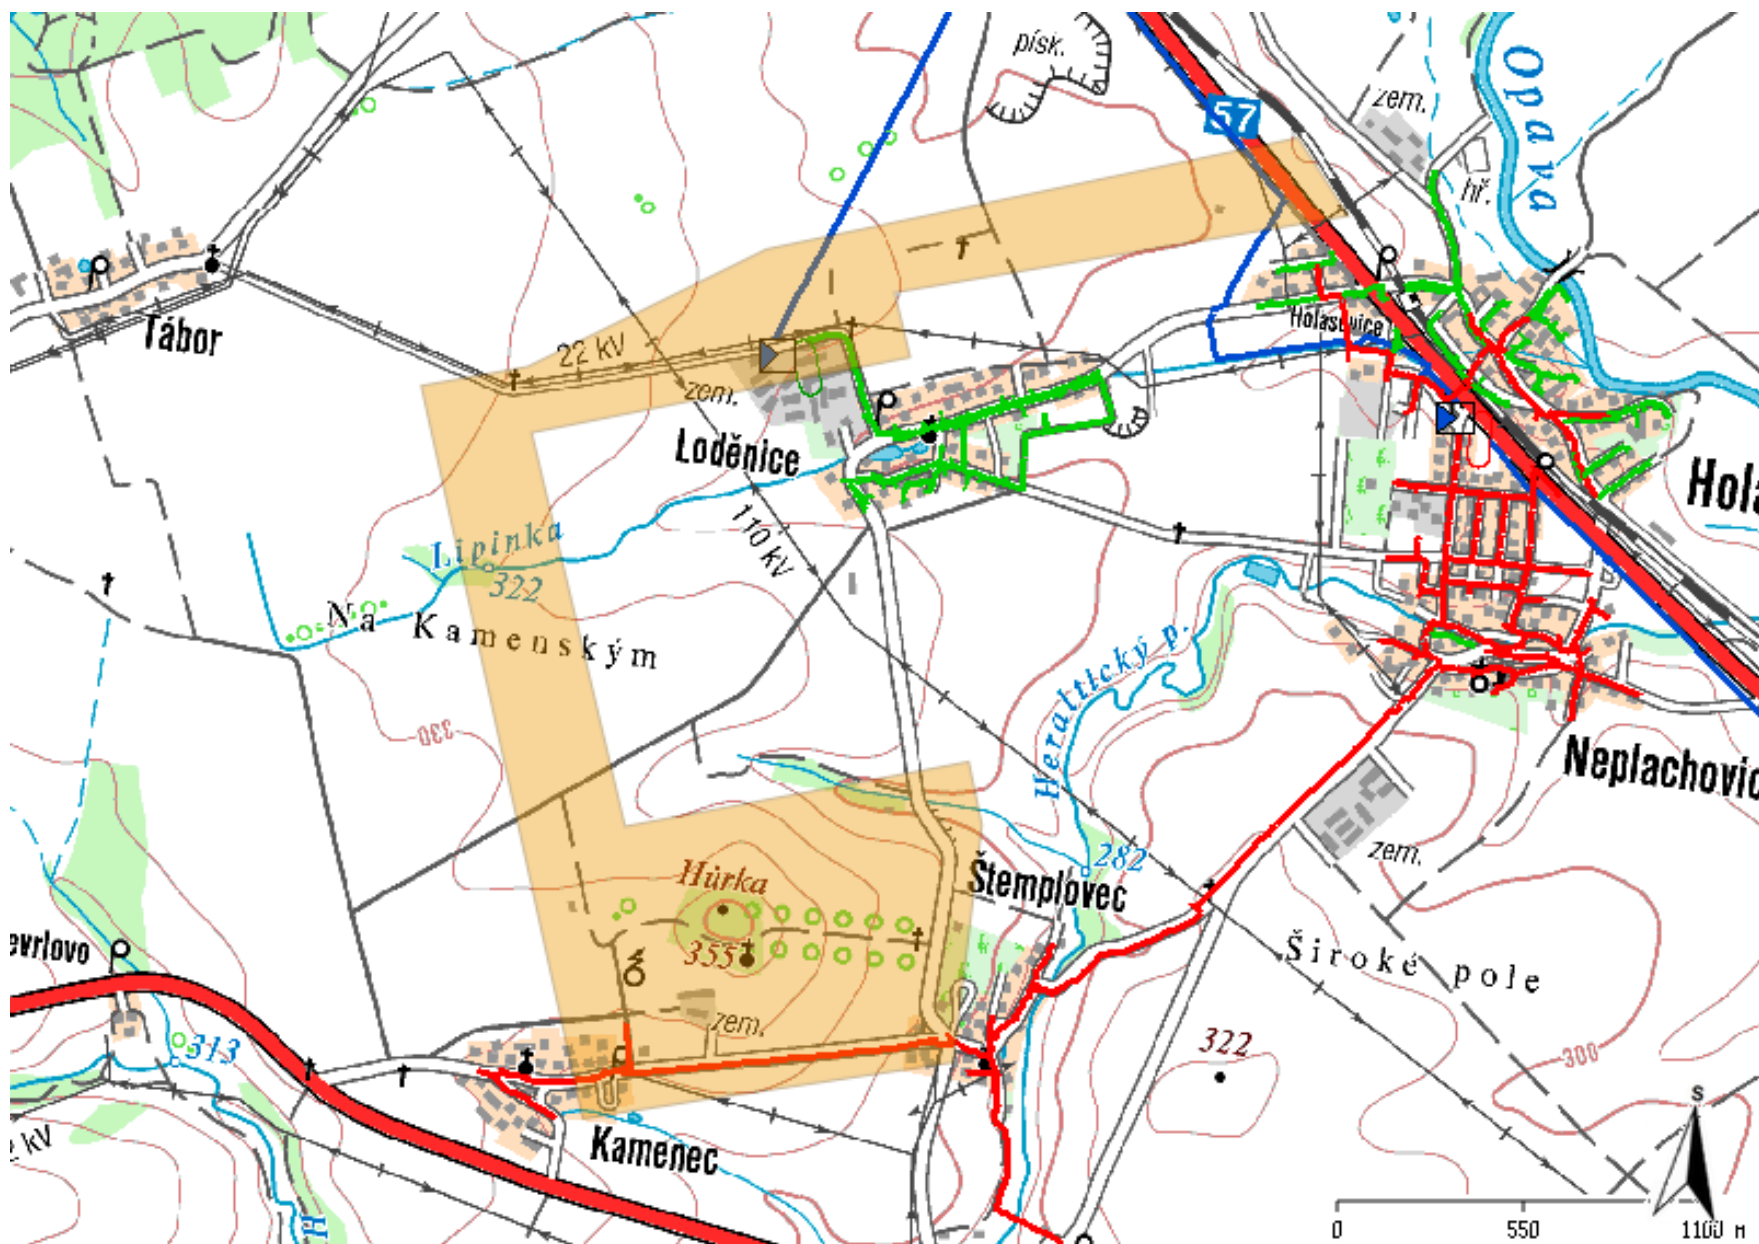 písk.
57
zem.
Opava
hř.
Tábor
22 kV
zem.
Holasovice
Loděnice
110 kV
Hola
Lipinka
322
Na Kamenským
Heraltický p.
330
Neplachovic
Hůrka
282
zem.
Štemplovec
355
evrlovo
Široké pole
zem.
313
322
300
S
kV
Kamenec
H
0 550 1100 m